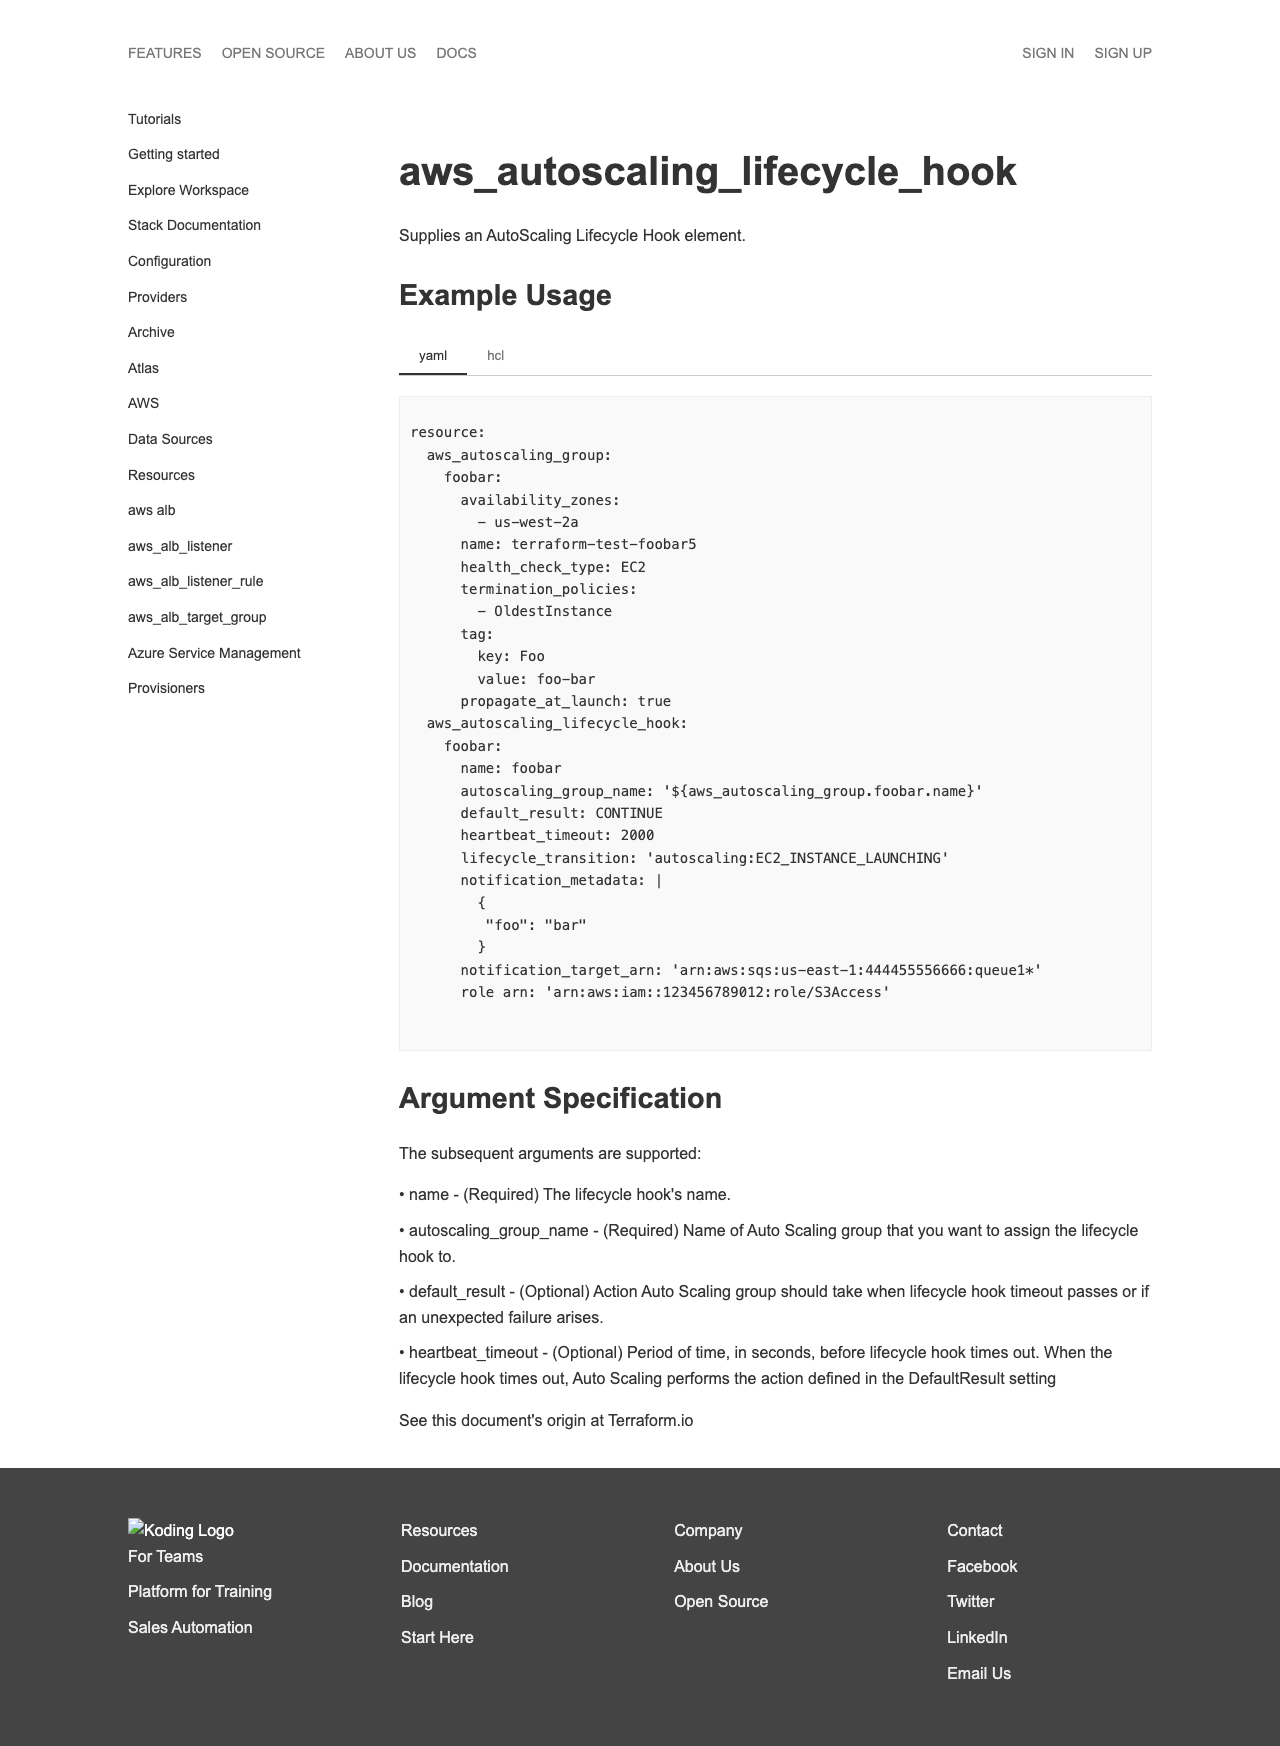 FEATURES OPEN SOURCE ABOUT US DOCS SIGN IN SIGN UP
Tutorials
Getting started
Explore Workspace
Stack Documentation
Configuration
Providers
Archive
Atlas
AWS
Data Sources
Resources
aws alb
aws_alb_listener
aws_alb_listener_rule
aws_alb_target_group
Azure Service Management
Provisioners
aws_autoscaling_lifecycle_hook
Supplies an AutoScaling Lifecycle Hook element.
Example Usage
yaml hcl
resource:
  aws_autoscaling_group:
    foobar:
      availability_zones:
        - us-west-2a
      name: terraform-test-foobar5
      health_check_type: EC2
      termination_policies:
        - OldestInstance
      tag:
        key: Foo
        value: foo-bar
      propagate_at_launch: true
  aws_autoscaling_lifecycle_hook:
    foobar:
      name: foobar
      autoscaling_group_name: '${aws_autoscaling_group.foobar.name}'
      default_result: CONTINUE
      heartbeat_timeout: 2000
      lifecycle_transition: 'autoscaling:EC2_INSTANCE_LAUNCHING'
      notification_metadata: |
        {
         "foo": "bar"
        }
      notification_target_arn: 'arn:aws:sqs:us-east-1:444455556666:queue1*'
      role arn: 'arn:aws:iam::123456789012:role/S3Access'
Argument Specification
The subsequent arguments are supported:
• name - (Required) The lifecycle hook's name.
• autoscaling_group_name - (Required) Name of Auto Scaling group that you want to assign the lifecycle
hook to.
• default_result - (Optional) Action Auto Scaling group should take when lifecycle hook timeout passes or if
an unexpected failure arises.
• heartbeat_timeout - (Optional) Period of time, in seconds, before lifecycle hook times out. When the
lifecycle hook times out, Auto Scaling performs the action defined in the DefaultResult setting
See this document's origin at Terraform.io
Koding Logo
For Teams
Platform for Training
Sales Automation
Resources
Documentation
Blog
Start Here
Company
About Us
Open Source
Contact
Facebook
Twitter
LinkedIn
Email Us